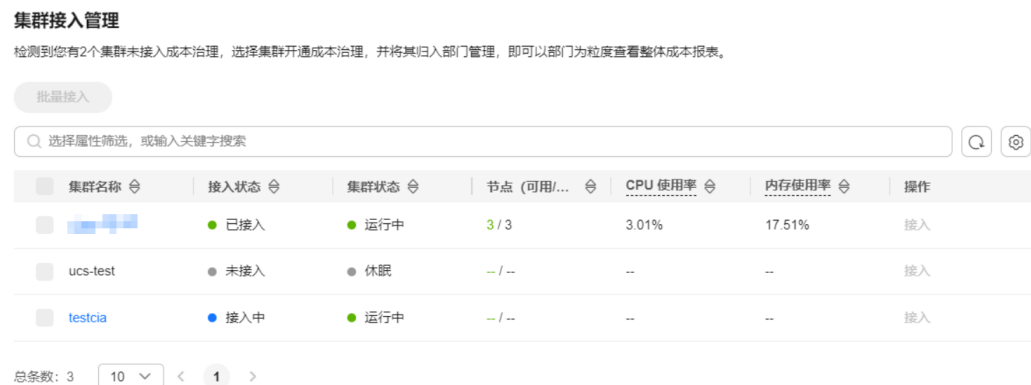 集群接入管理
检测到您有2个集群未接入成本治理，选择集群开通成本治理，并将其归入部门管理，即可以部门为粒度查看整体成本报表。
批量接入
选择属性筛选，或输入关键字搜索
集群名称 接入状态 集群状态 节点（可用/... CPU 使用率 内存使用率 操作
已接入 运行中 3 / 3 3.01% 17.51% 接入
ucs-test 未接入 休眠 -- / -- -- -- 接入
testcia 接入中 运行中 -- / -- -- -- 接入
总条数：3 10 1